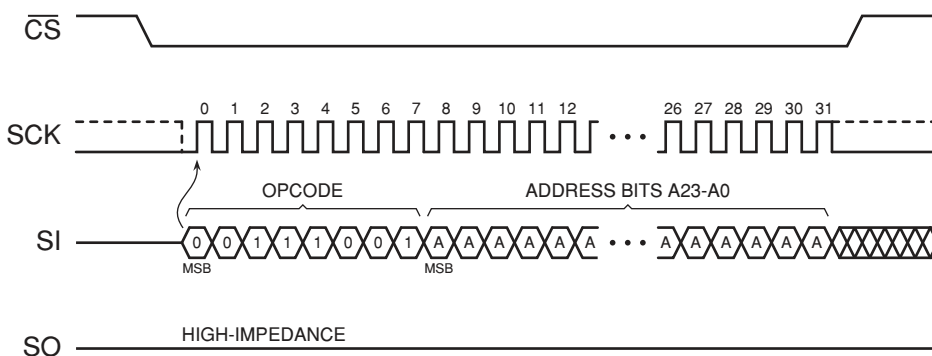 CS
0 1 2 3 4 5 6 7 8 9 10 11 12 26 27 28 29 30 31
SCK
OPCODE ADDRESS BITS A23-A0
SI 0 0 1 1 1 0 0 1 A A A A A A A A A A A A
MSB MSB
HIGH-IMPEDANCE
SO